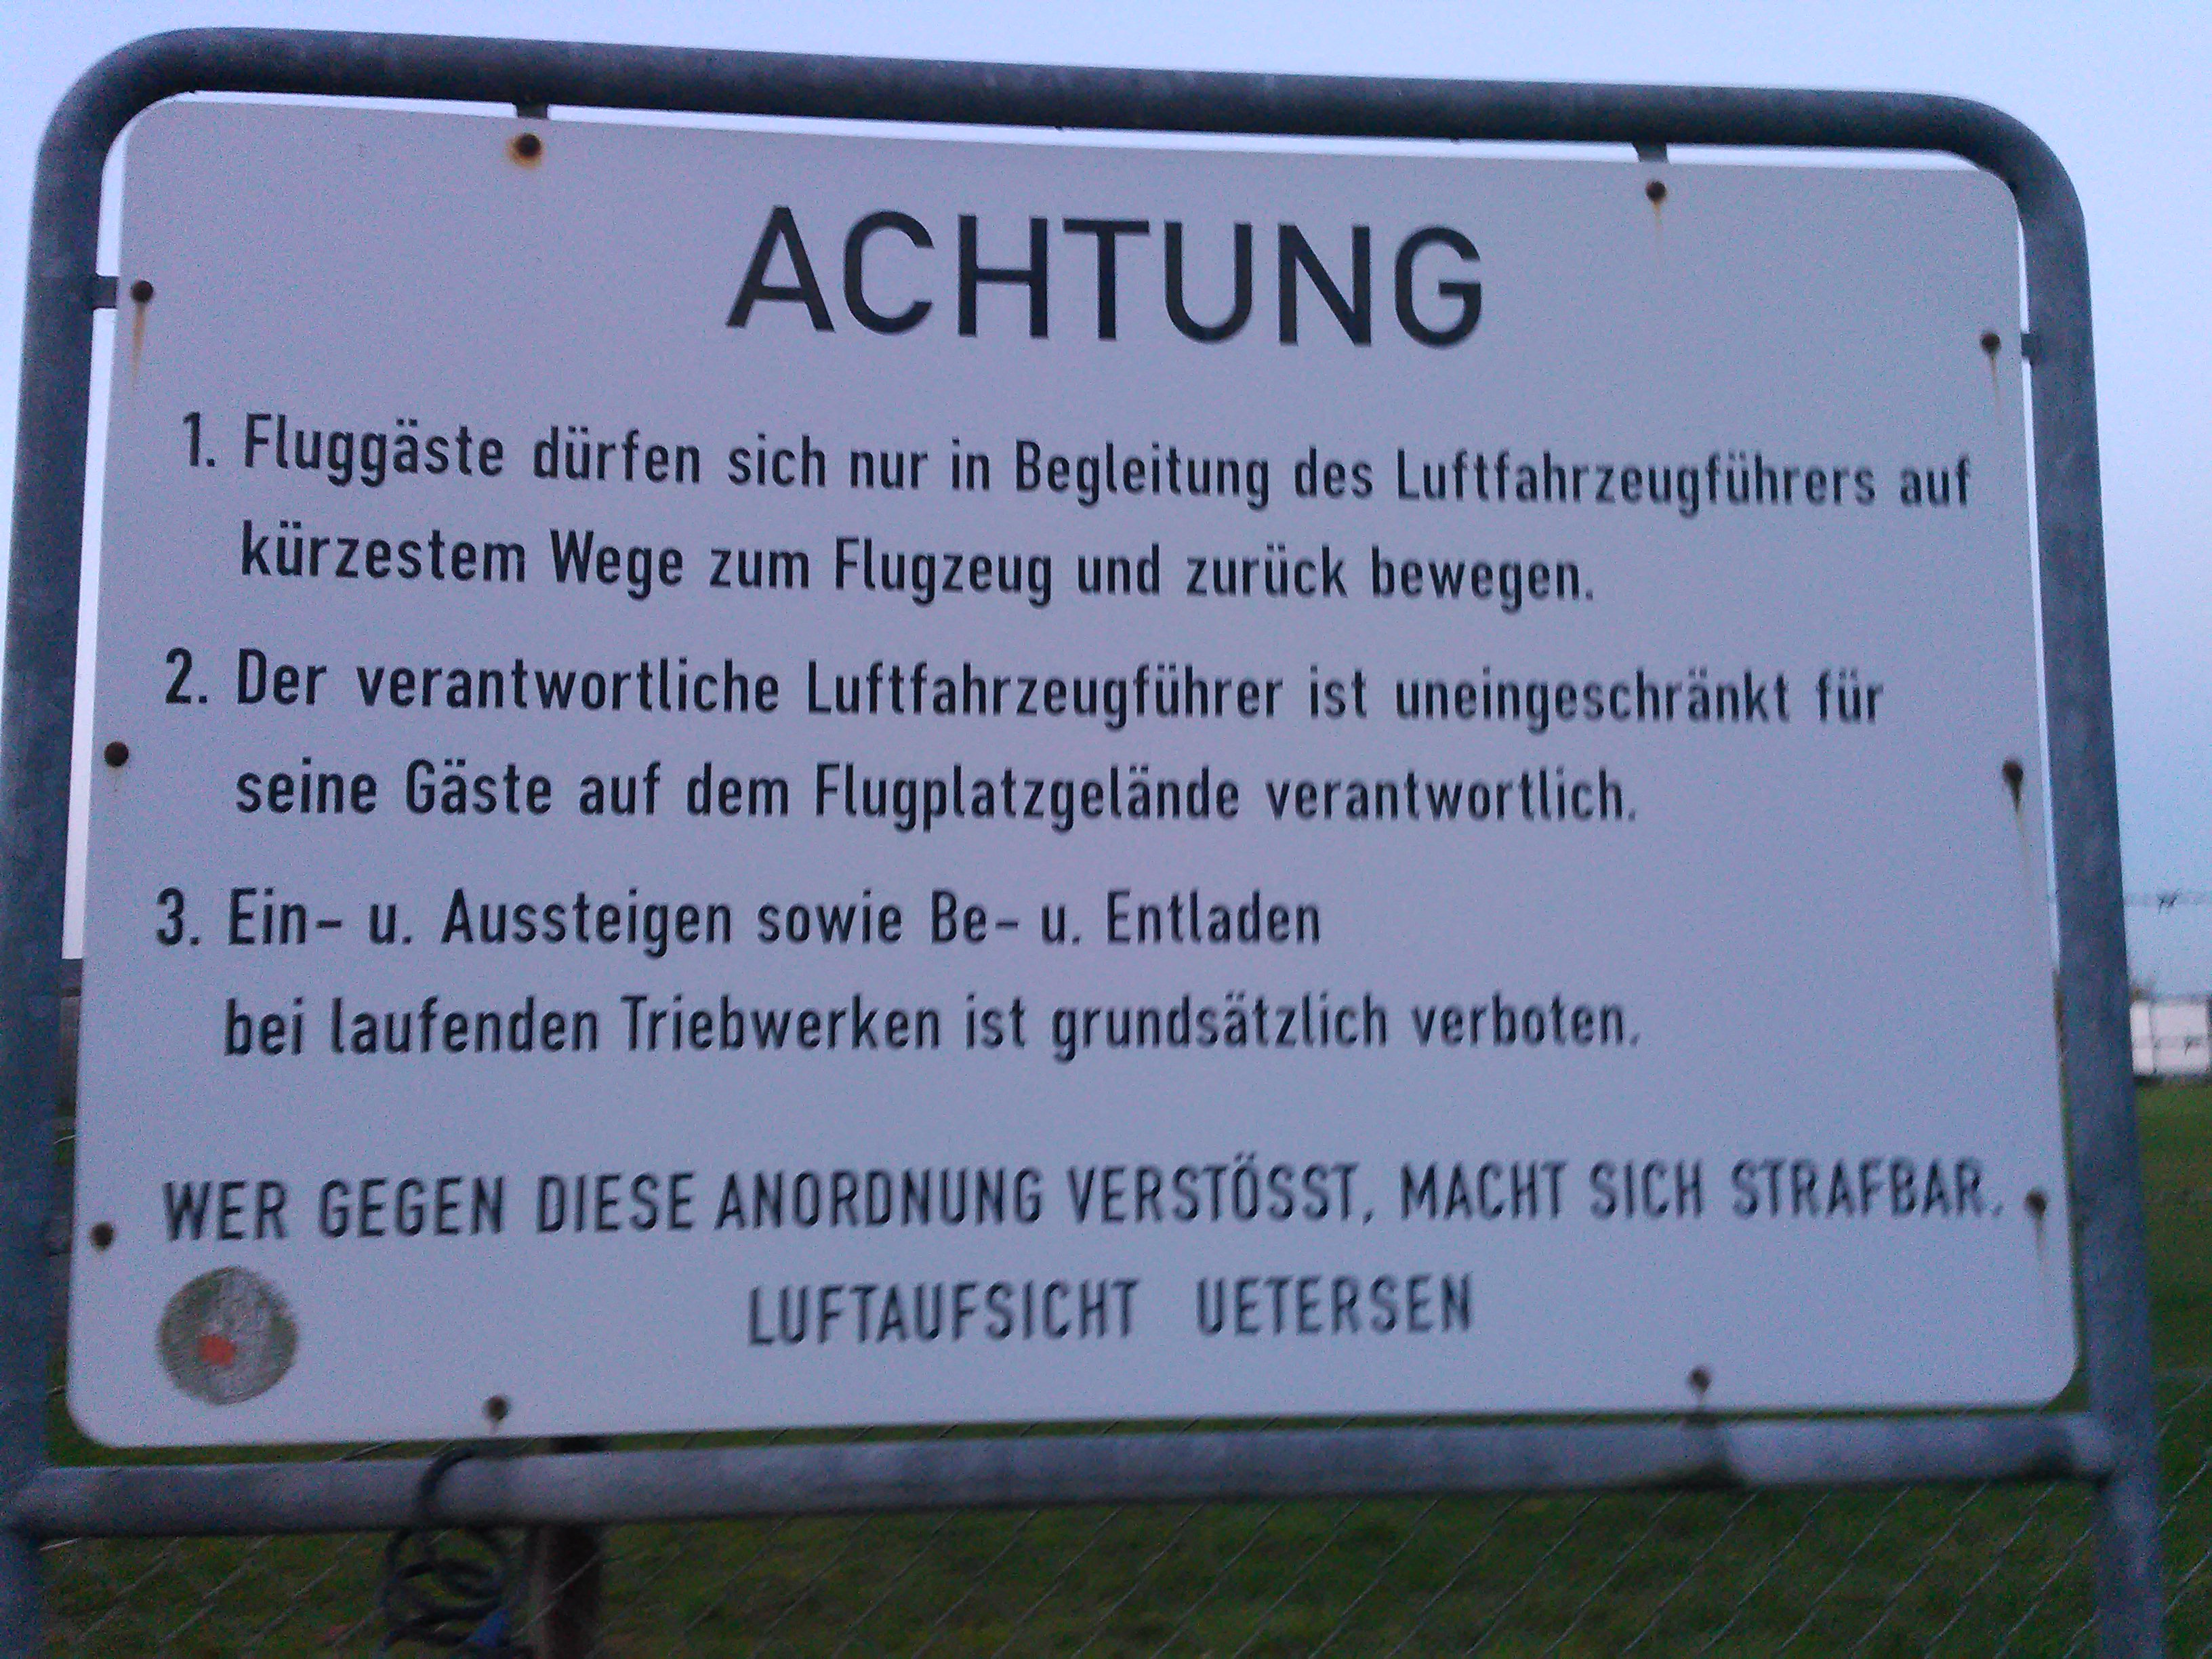 ACHTUNG
1. Fluggäste dürfen sich nur in Begleitung des Luftfahrzeugführers auf
kürzestem Wege zum Flugzeug und zurück bewegen.
2. Der verantwortliche Luftfahrzeugführer ist uneingeschränkt für
seine Gäste auf dem Flugplatzgelände verantwortlich.
3. Ein- u. Aussteigen sowie Be- u. Entladen
bei laufenden Triebwerken ist grundsätzlich verboten.
WER GEGEN DIESE ANORDNUNG VERSTÖSST, MACHT SICH STRAFBAR.
LUFTAUFSICHT UETERSEN